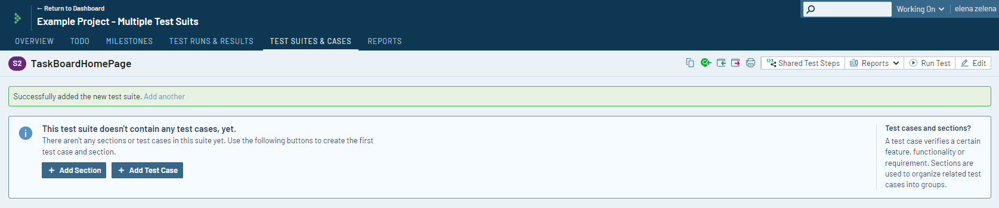 ← Return to Dashboard
Example Project - Multiple Test Suits
Working On
elena zelena
OVERVIEW TODO MILESTONES TEST RUNS & RESULTS TEST SUITES & CASES REPORTS
S2 TaskBoardHomePage
123 Shared Test Steps Reports Run Test Edit
Successfully added the new test suite. Add another
This test suite doesn't contain any test cases, yet.
There aren't any sections or test cases in this suite yet. Use the following buttons to create the first
test case and section.
+ Add Section + Add Test Case
Test cases and sections?
A test case verifies a certain
feature, functionality or
requirement. Sections are
used to organize related test
cases into groups.